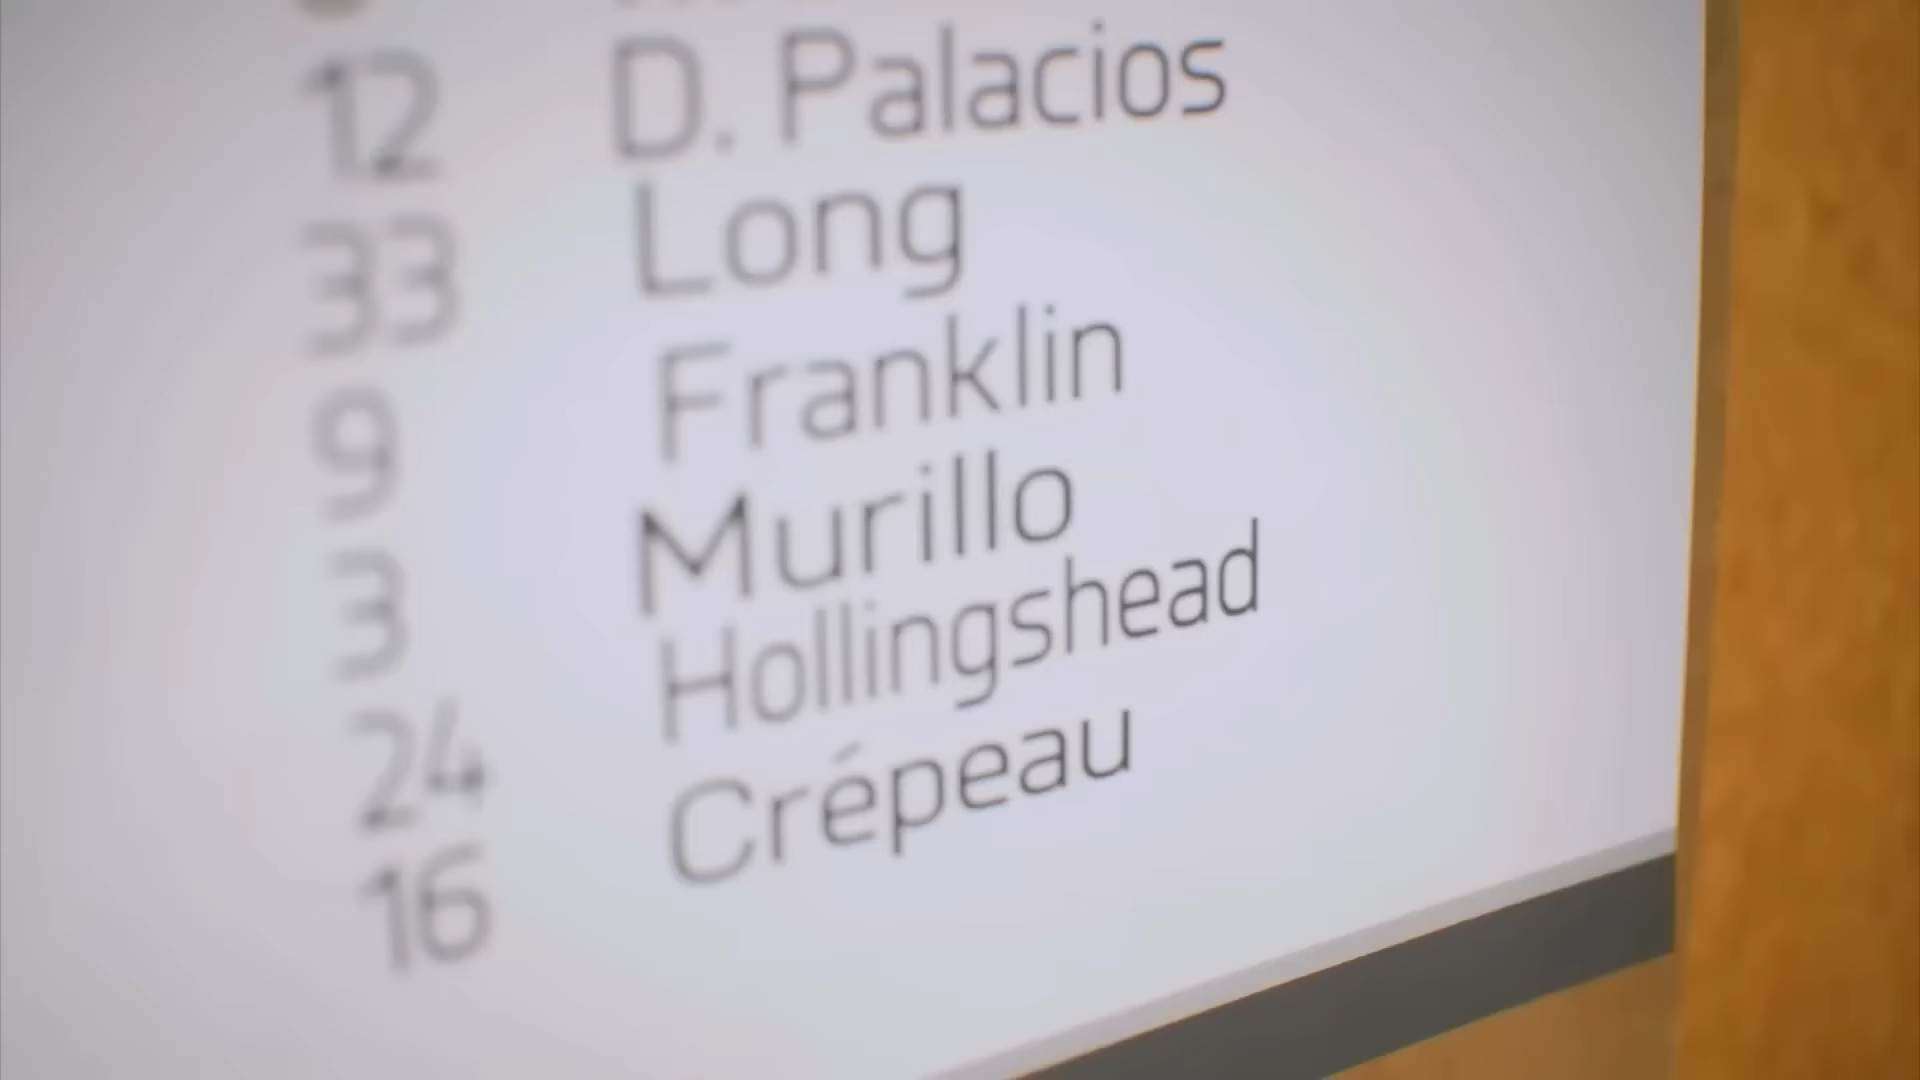 12 D. Palacios
33 Long
9 Franklin
3 Murillo
24 Hollingshead
16 Crépeau